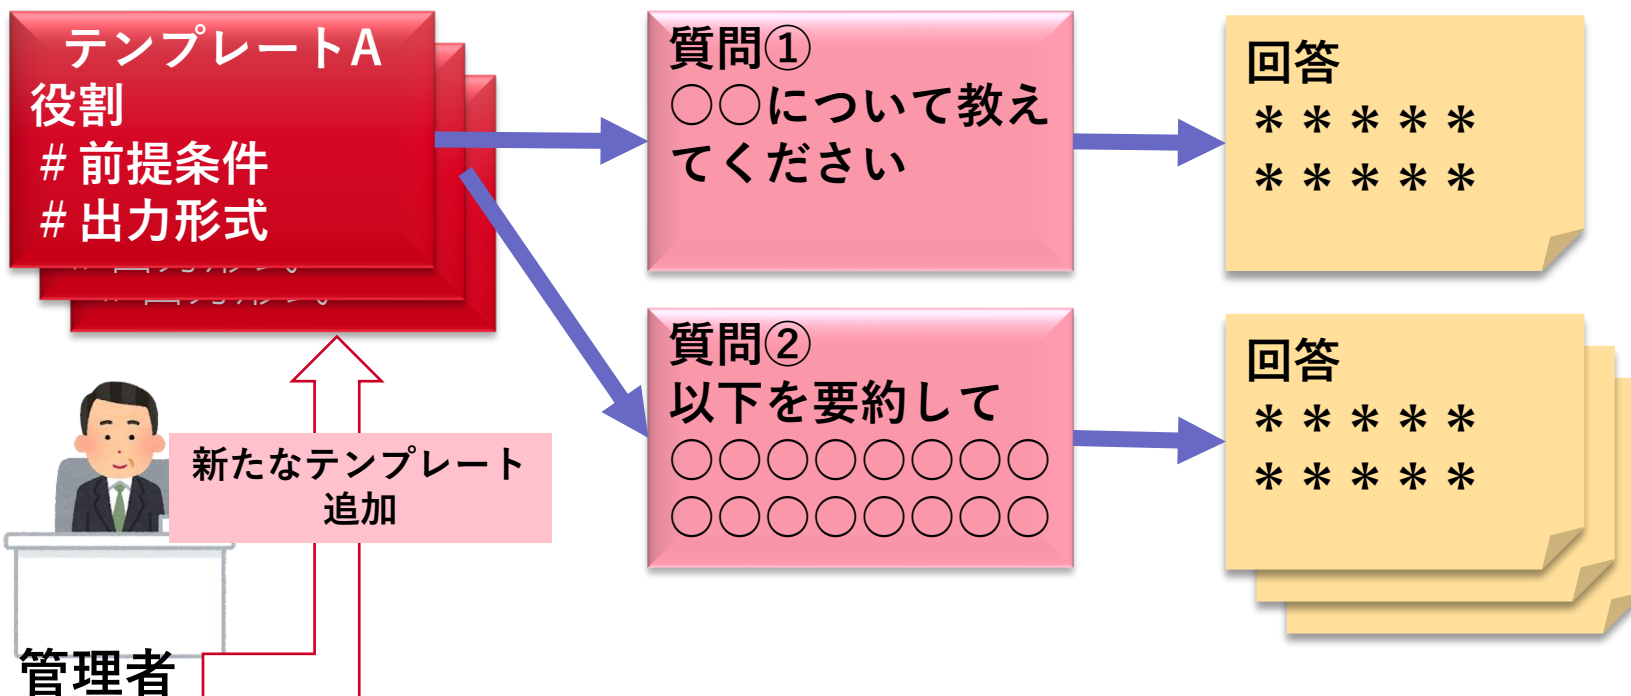 テンプレートA
役割
# 前提条件
# 出力形式
質問①
○○について教え
てください
回答
*****
*****
質問②
以下を要約して
○○○○○○○○
○○○○○○○○
回答
*****
*****
新たなテンプレート
追加
管理者